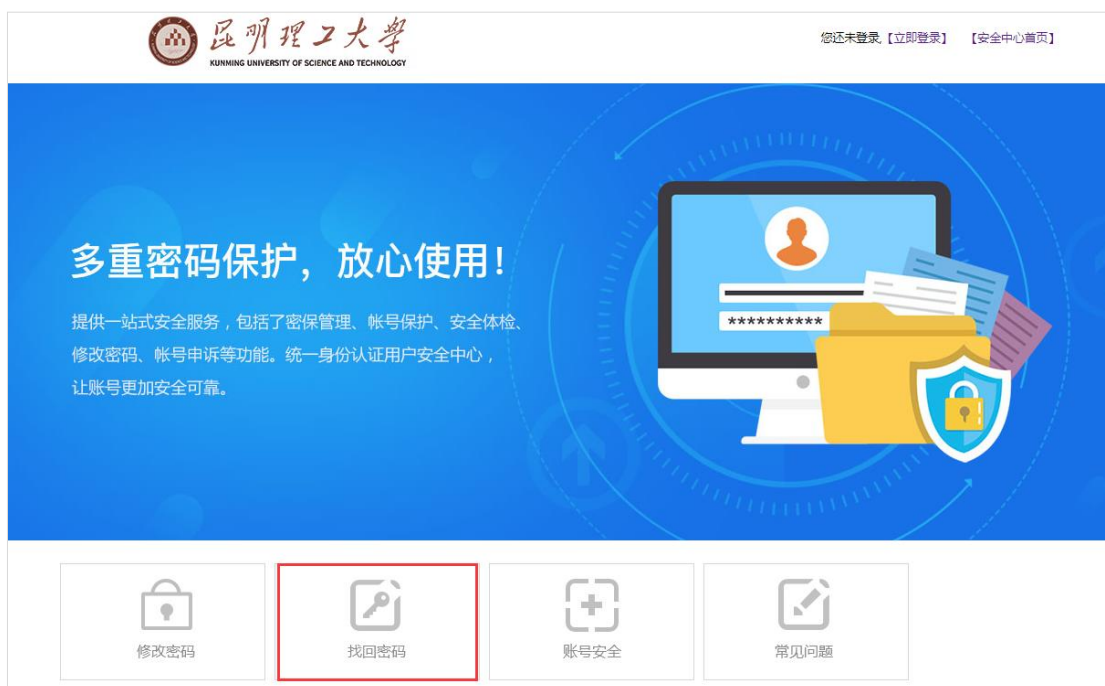 昆明理工大學
KUNMING UNIVERSITY OF SCIENCE AND TECHNOLOGY
您还未登录,【立即登录】 【安全中心首页】
多重密码保护，放心使用！
提供一站式安全服务，包括了密保管理、帐号保护、安全体检、
修改密码、帐号申诉等功能。统一身份认证用户安全中心，
让账号更加安全可靠。
**********
修改密码
找回密码
账号安全
常见问题